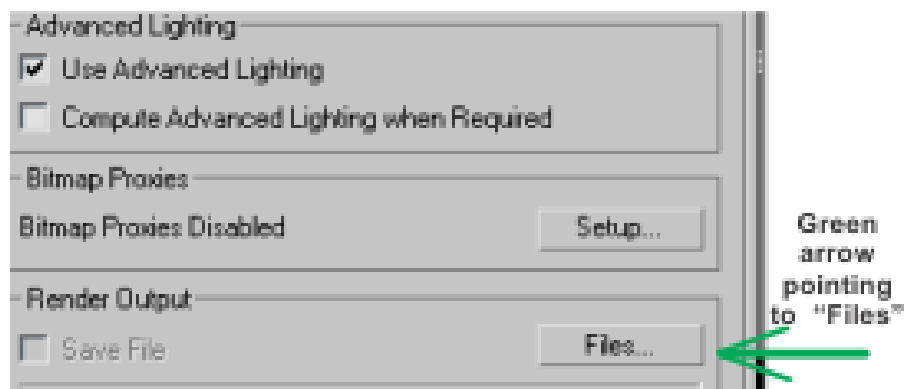 Advanced Lighting
Use Advanced Lighting
Compute Advanced Lighting when Required
Bitmap Proxies
Bitmap Proxies Disabled
Setup...
Render Output
Save File
Files...
Green
arrow
pointing
to "Files"